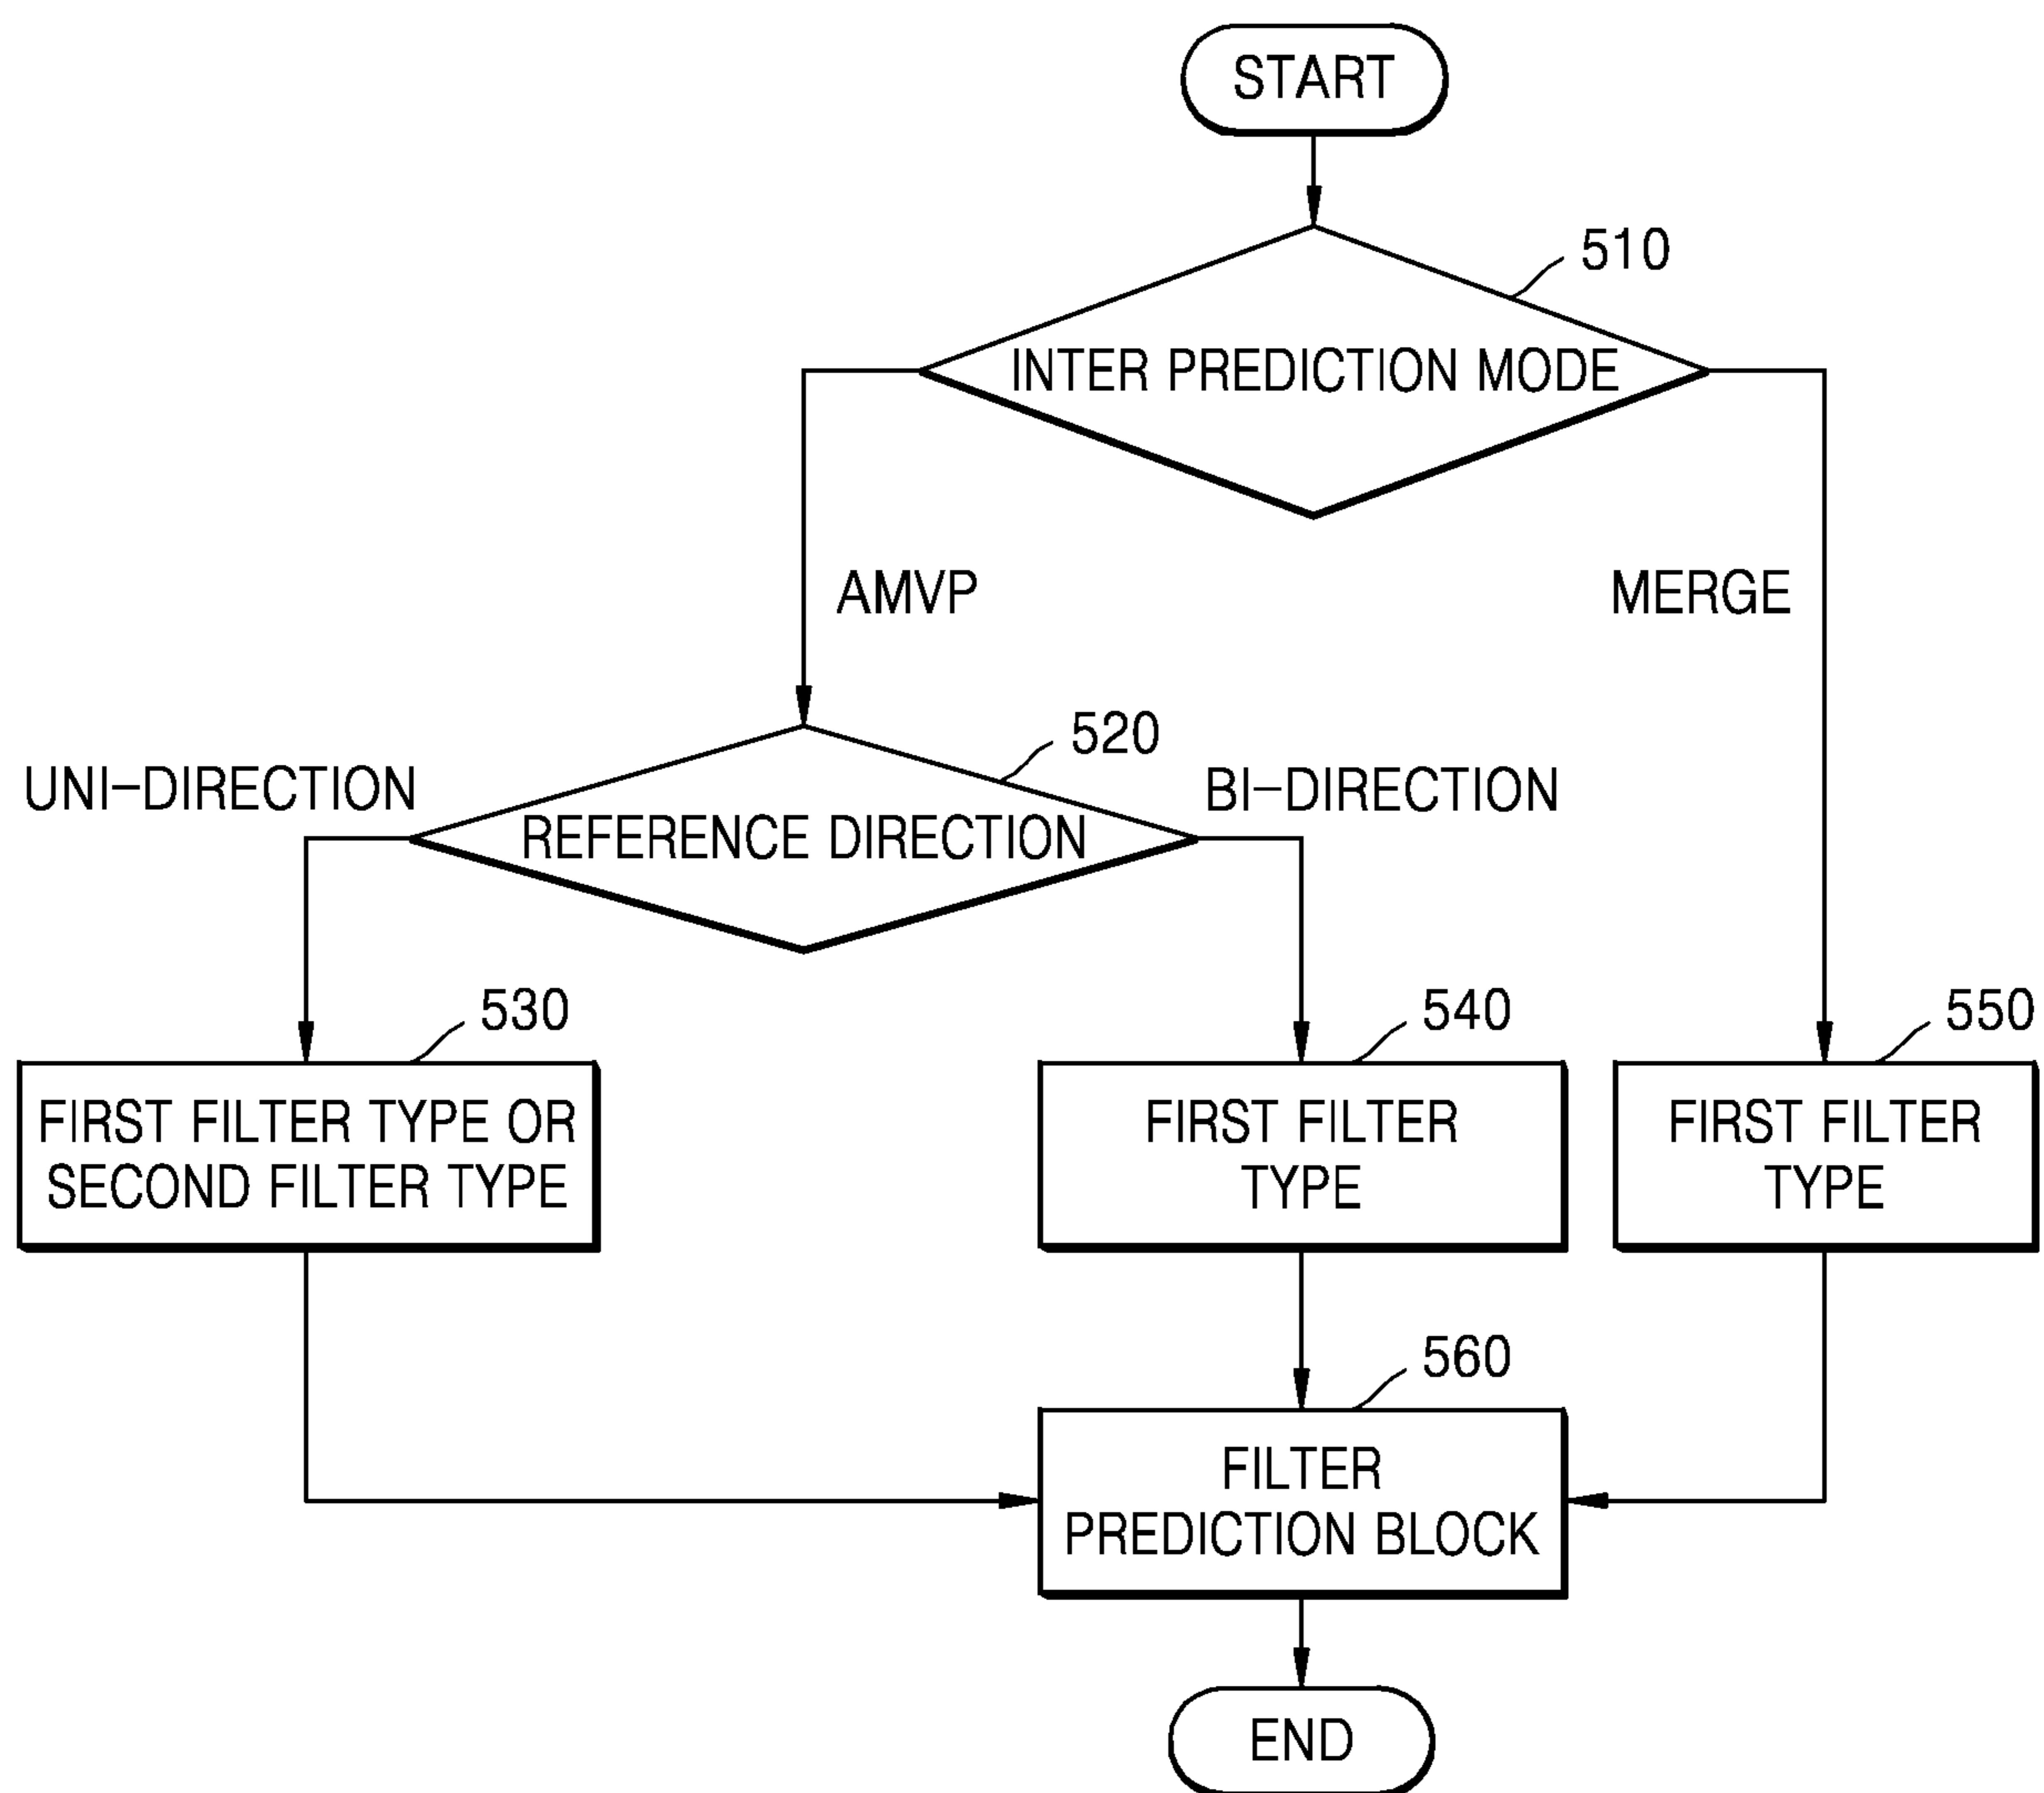 START
510
INTER PREDICTION MODE
AMVP
MERGE
520
UNI-DIRECTION
BI-DIRECTION
REFERENCE DIRECTION
530
540
550
FIRST FILTER TYPE OR
SECOND FILTER TYPE
FIRST FILTER
TYPE
FIRST FILTER
TYPE
560
FILTER
PREDICTION BLOCK
END